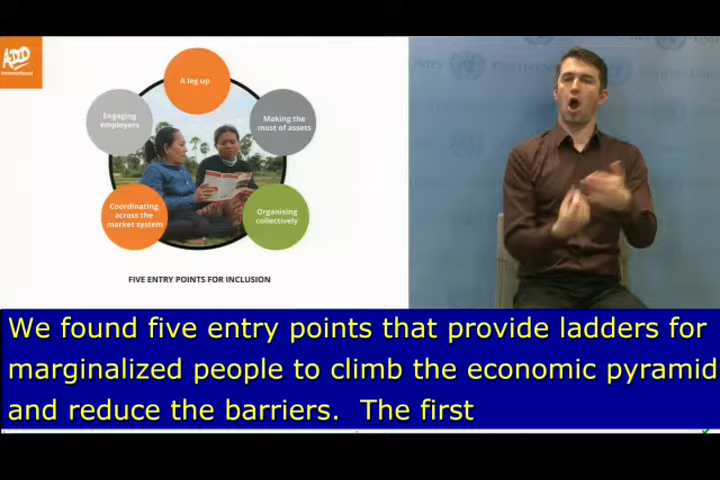 ADD
International
A leg up
Engaging
employers
Making the
most of assets
Coordinating
across the
market system
Organising
collectively
FIVE ENTRY POINTS FOR INCLUSION
We found five entry points that provide ladders for
marginalized people to climb the economic pyramid
and reduce the barriers.  The first